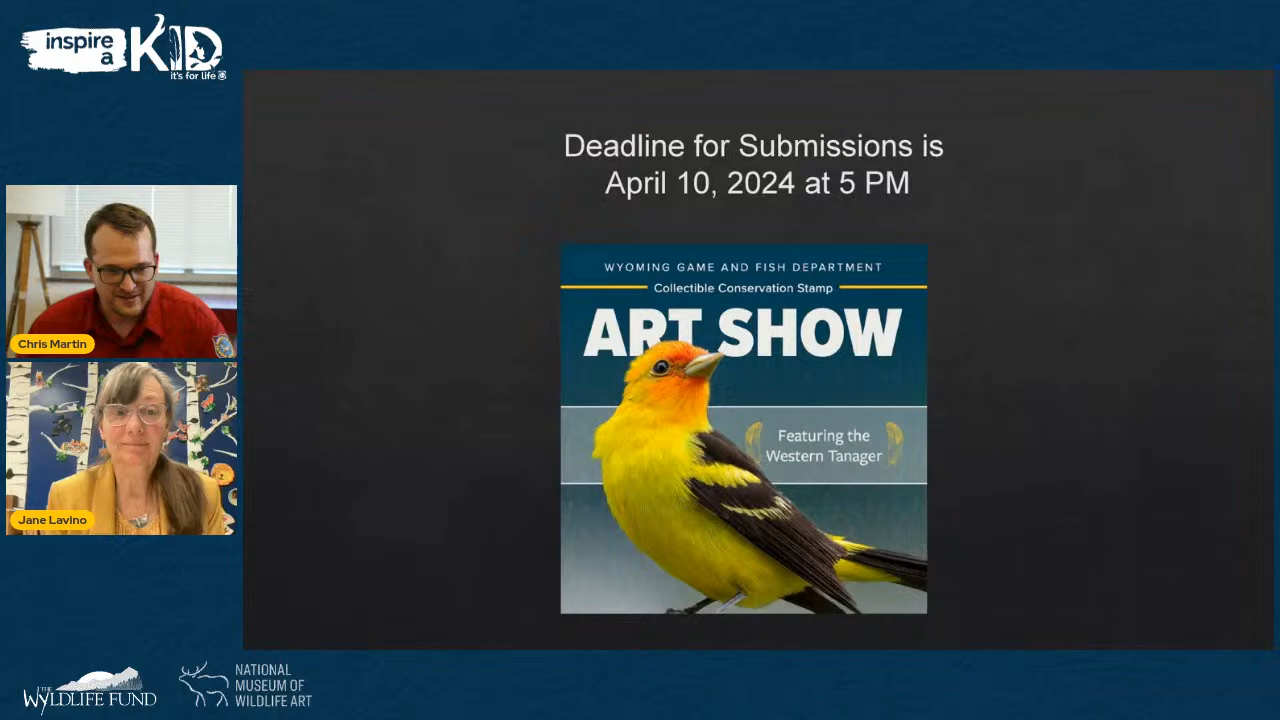 inspire
a
KID
it's for life
Deadline for Submissions is
April 10, 2024 at 5 PM
WYOMING GAME AND FISH DEPARTMENT
Collectible Conservation Stamp
ART SHOW
Featuring the
Western Tanager
Chris Martin
Jane Lavino
THE
WYLDLIFE FUND
NATIONAL
MUSEUM OF
WILDLIFE ART